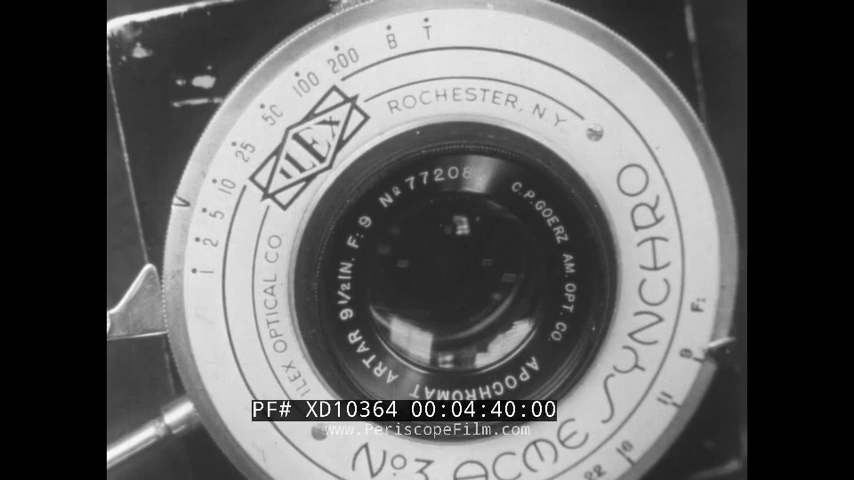 1 2 5 10 25 50 100 200 B T
V
ILEX
ROCHESTER, N.Y.
ILEX OPTICAL CO.
No3 ACME SYNCHRO
F: 9 11 16 22
APOCHROMAT ARTAR 9½IN. F:9 No 77208
C.P. GOERZ AM. OPT. CO.
PF# XD10364 00:04:40:00
www.PeriscopeFilm.com